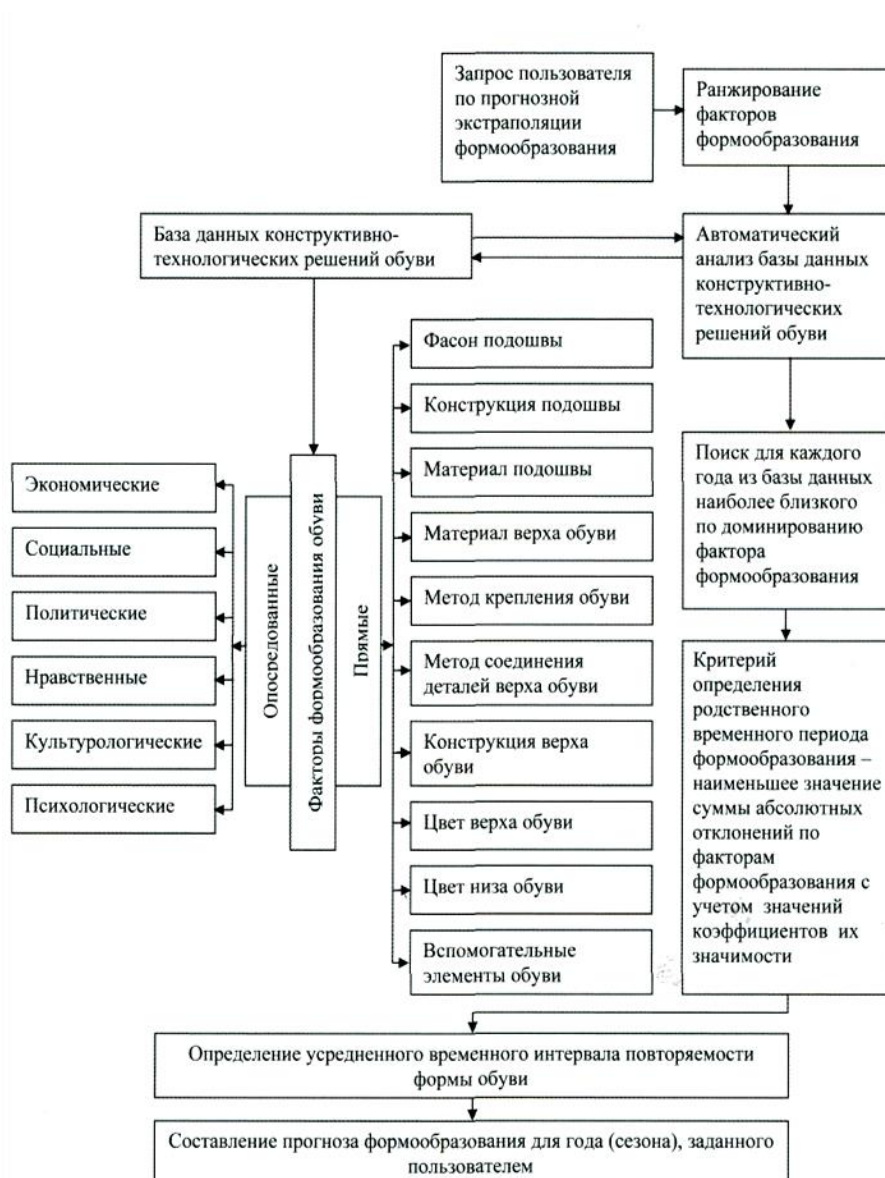 Запрос пользователя
по прогнозной
экстраполяции
формообразования
Ранжирование
факторов
формообразования
База данных конструктивно-
технологических решений обуви
Автоматический
анализ базы данных
конструктивно-
технологических
решений обуви
Фасон подошвы
Конструкция подошвы
Материал подошвы
Материал верха обуви
Метод крепления обуви
Метод соединения
деталей верха обуви
Конструкция верха
обуви
Цвет верха обуви
Цвет низа обуви
Вспомогательные
элементы обуви
Экономические
Социальные
Политические
Нравственные
Культурологические
Психологические
Опосредованные
Факторы формообразования обуви
Прямые
Поиск для каждого
года из базы данных
наиболее близкого
по доминированию
фактора
формообразования
Критерий
определения
родственного
временного периода
формообразования –
наименьшее значение
суммы абсолютных
отклонений по
факторам
формообразования с
учетом значений
коэффициентов их
значимости
Определение усредненного временного интервала повторяемости
формы обуви
Составление прогноза формообразования для года (сезона), заданного
пользователем